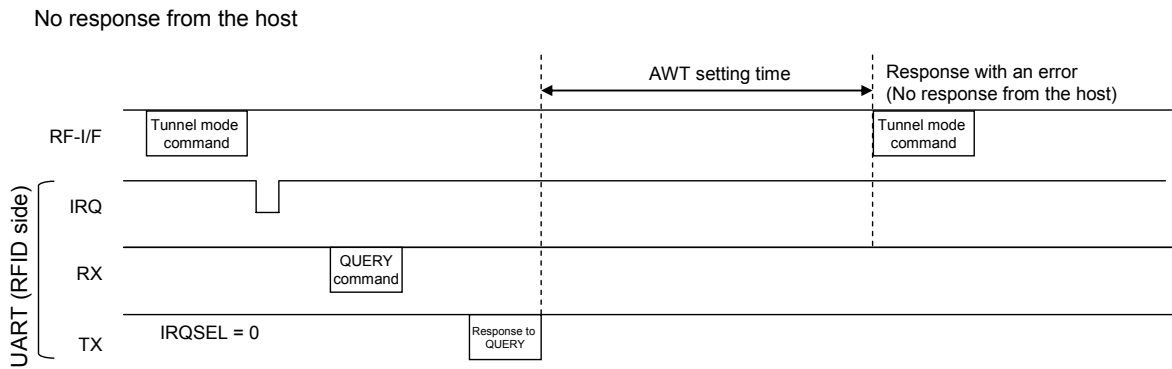 No response from the host
AWT setting time
Response with an error
(No response from the host)
RF-I/F
Tunnel mode
command
Tunnel mode
command
UART (RFID side)
IRQ
RX
QUERY
command
TX
IRQSEL = 0
Response to
QUERY